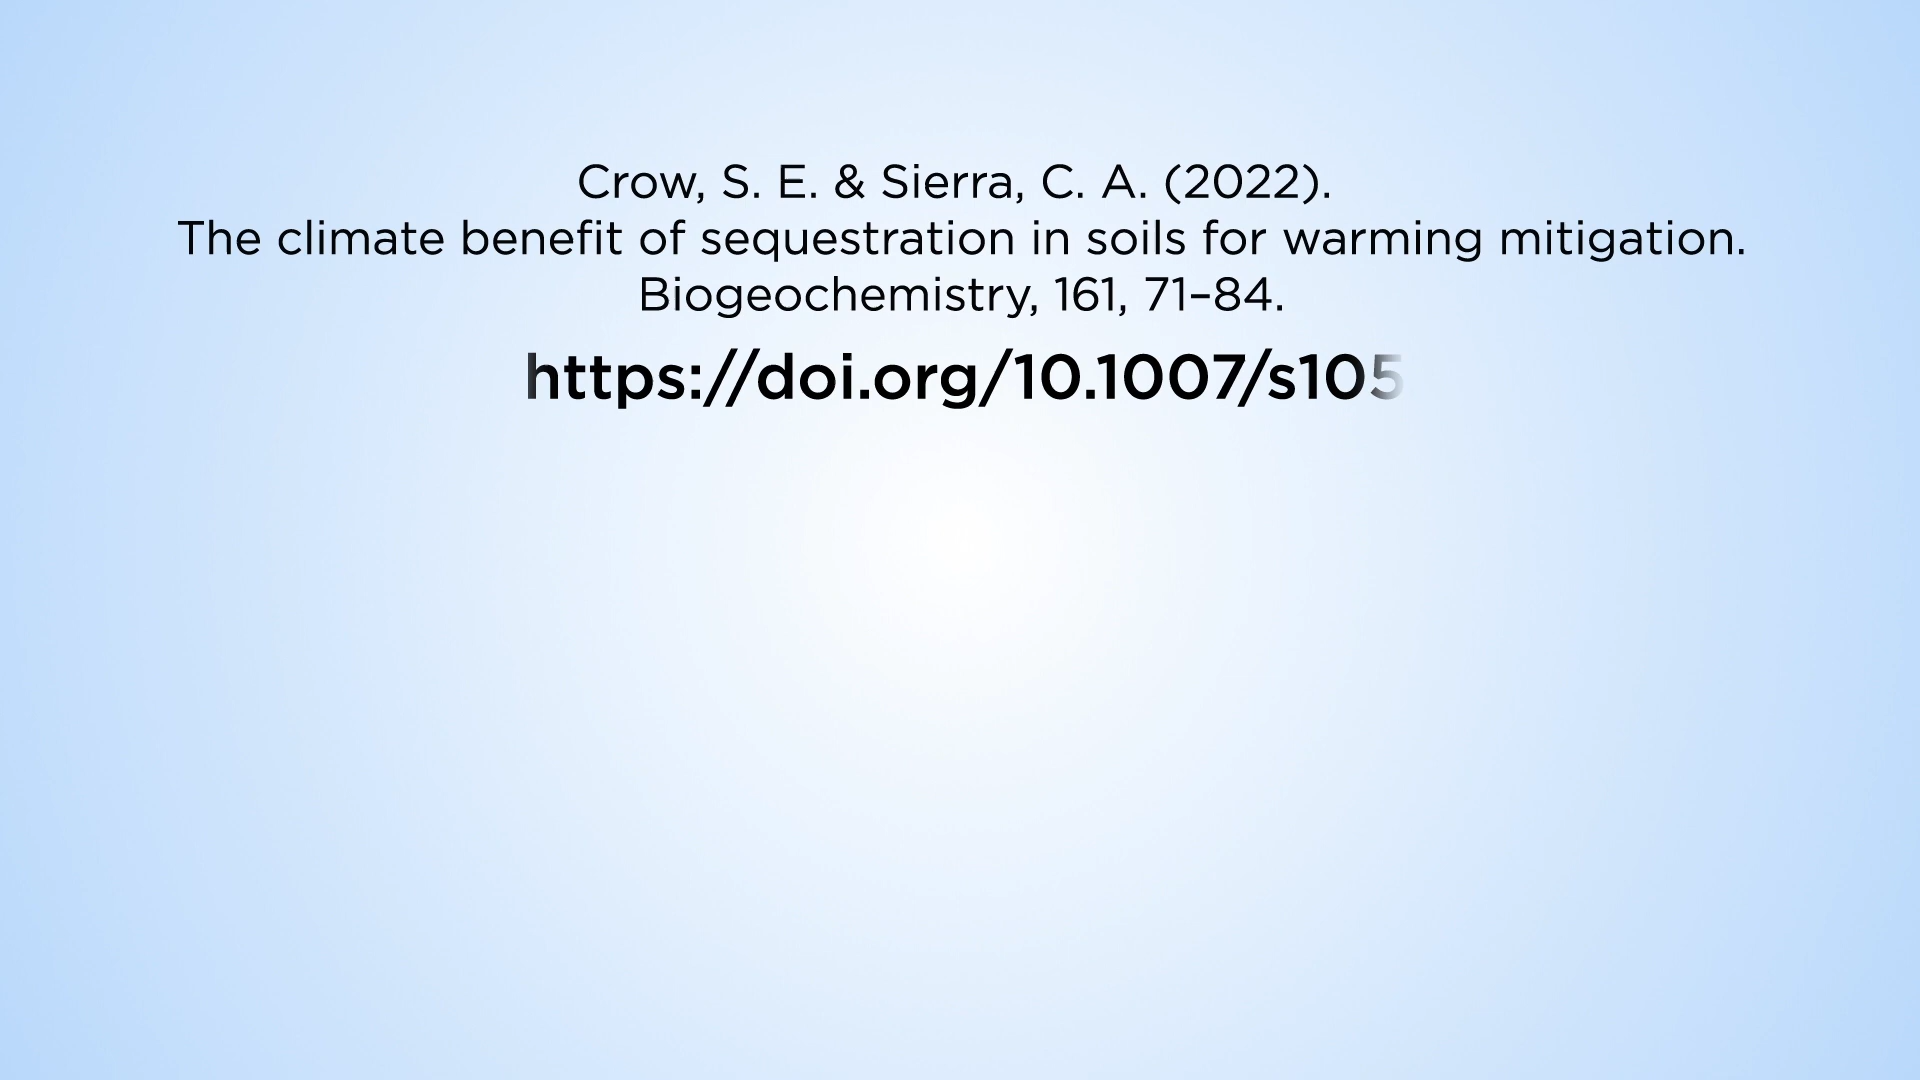 Crow, S. E. & Sierra, C. A. (2022).
The climate benefit of sequestration in soils for warming mitigation.
Biogeochemistry, 161, 71–84.
https://doi.org/10.1007/s105